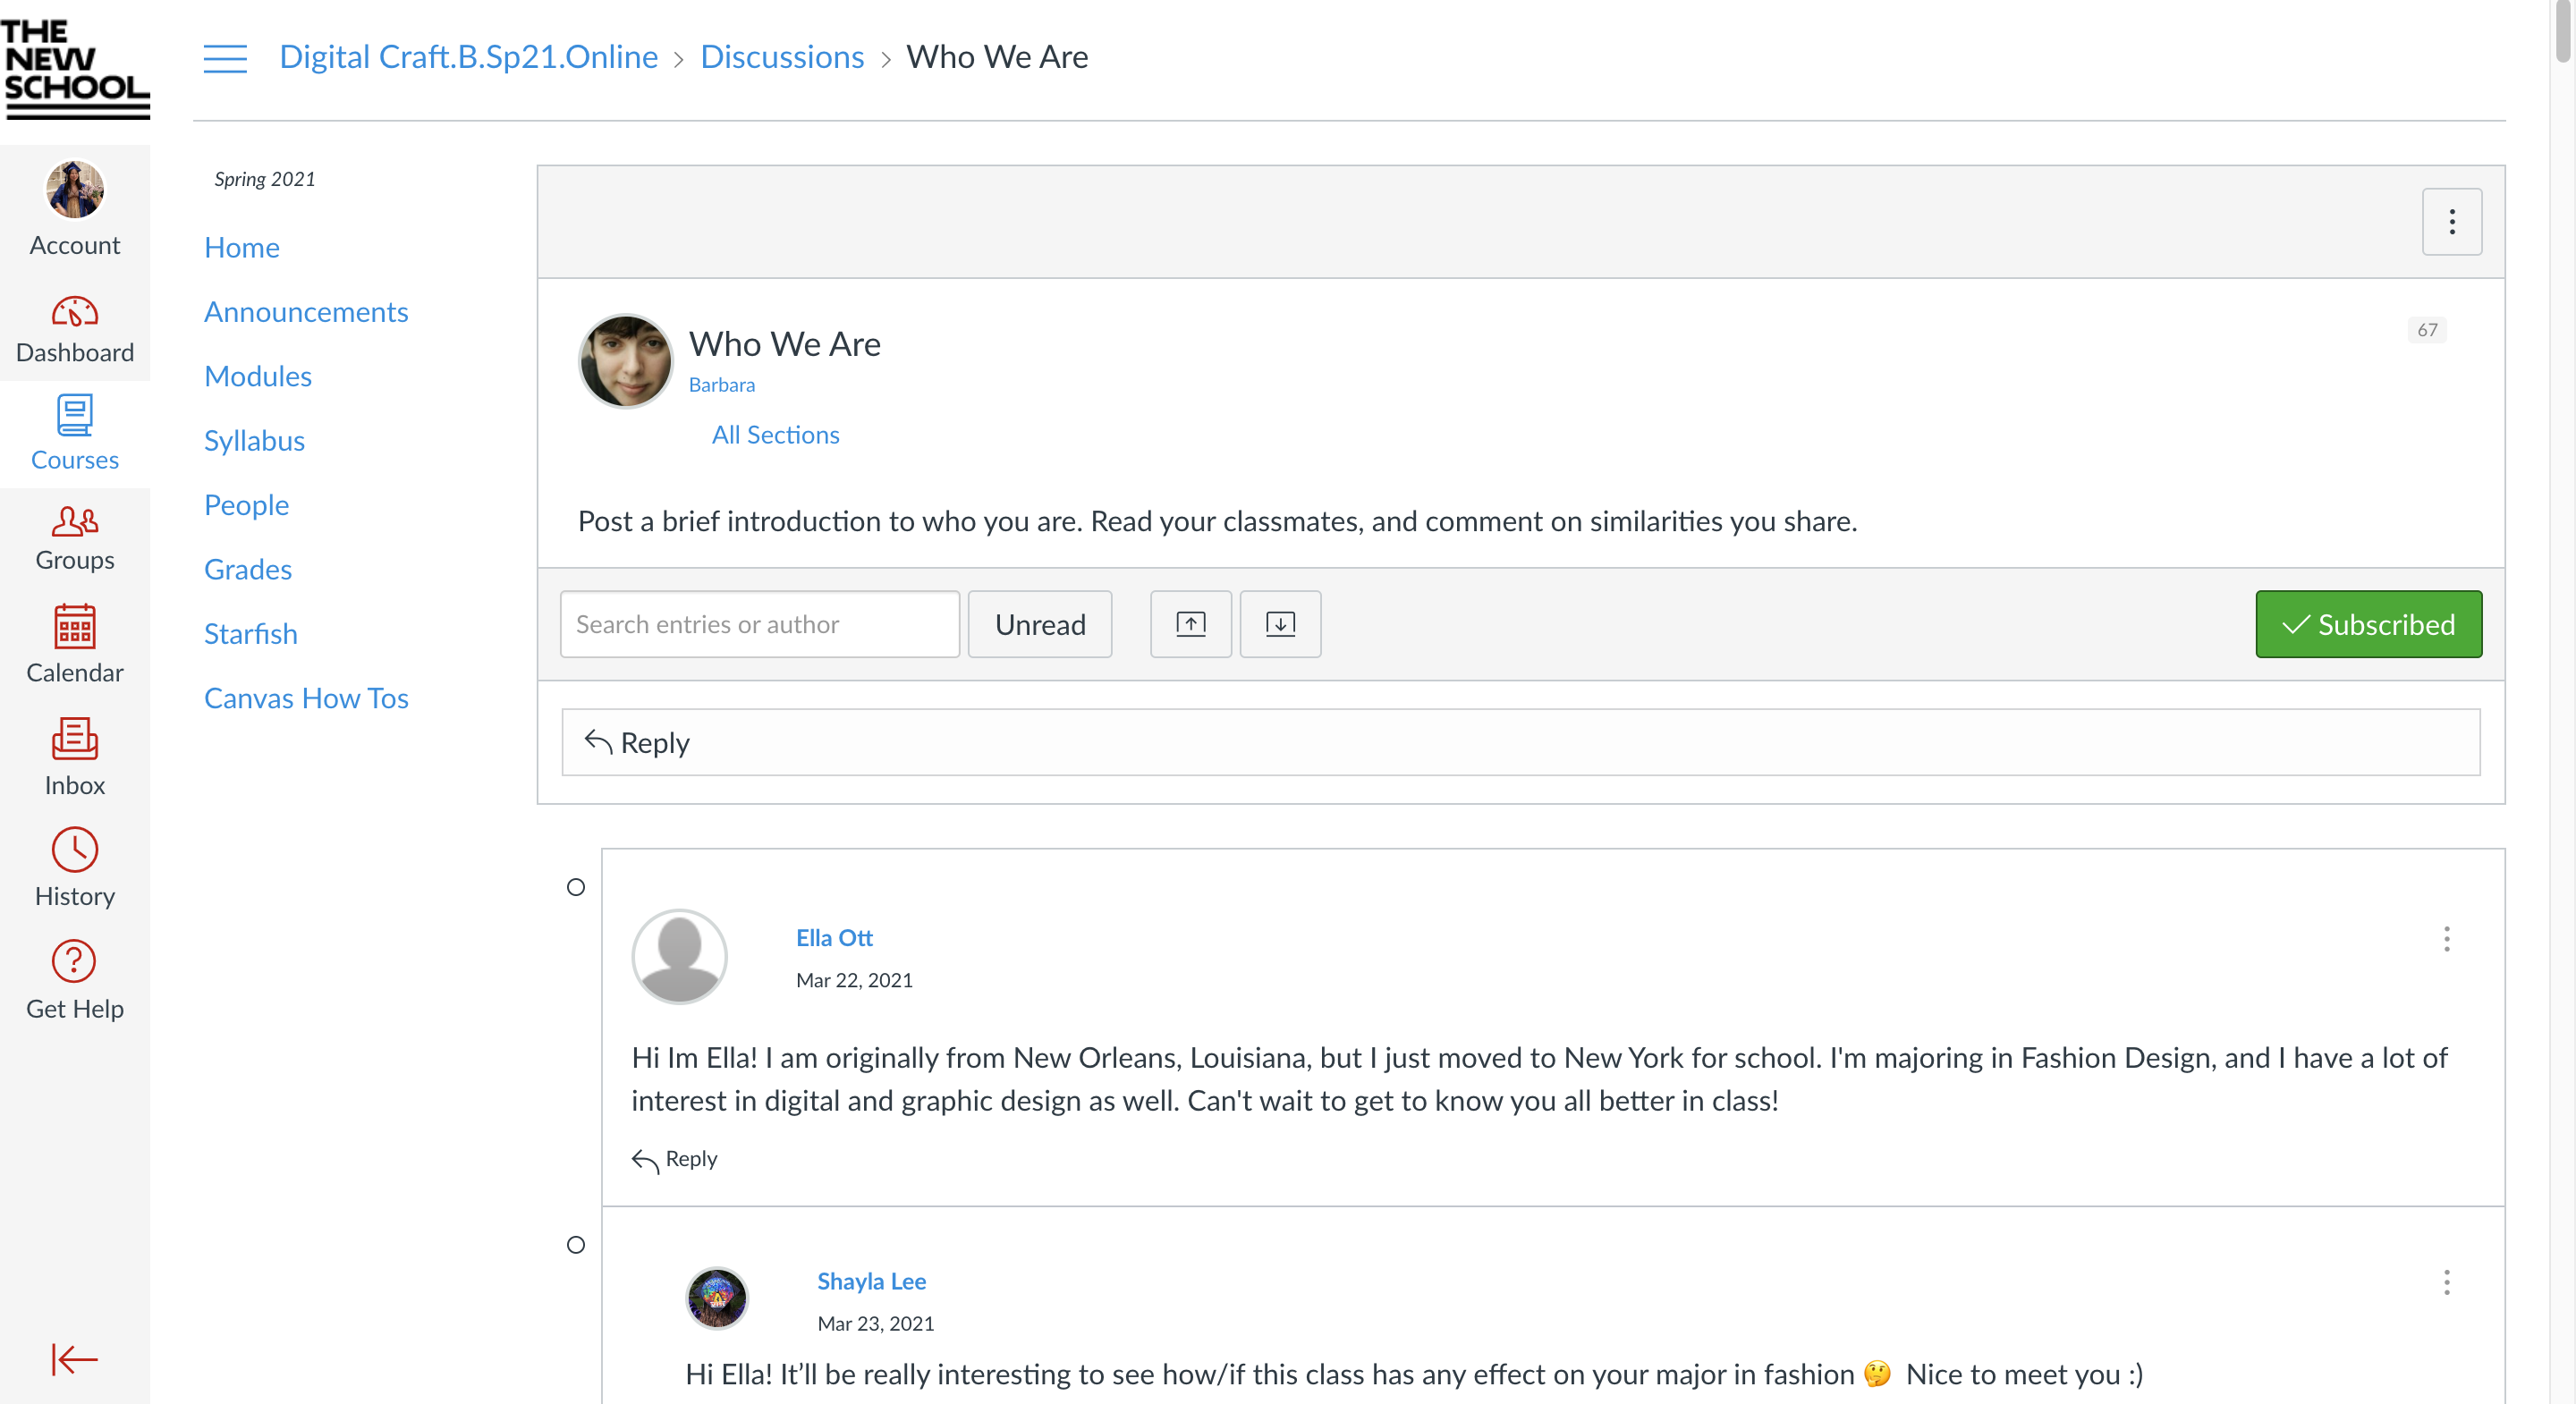 THE
NEW
SCHOOL
Digital Craft.B.Sp21.Online > Discussions > Who We Are
Account
Dashboard
Courses
Groups
Calendar
Inbox
History
Get Help
Spring 2021
Home
Announcements
Modules
Syllabus
People
Grades
Starfish
Canvas How Tos
Who We Are
67
Barbara
All Sections
Post a brief introduction to who you are. Read your classmates, and comment on similarities you share.
Search entries or author
Unread
Subscribed
Reply
Ella Ott
Mar 22, 2021
Hi Im Ella! I am originally from New Orleans, Louisiana, but I just moved to New York for school. I'm majoring in Fashion Design, and I have a lot of
interest in digital and graphic design as well. Can't wait to get to know you all better in class!
Reply
Shayla Lee
Mar 23, 2021
Hi Ella! It’ll be really interesting to see how/if this class has any effect on your major in fashion 🤔 Nice to meet you :)